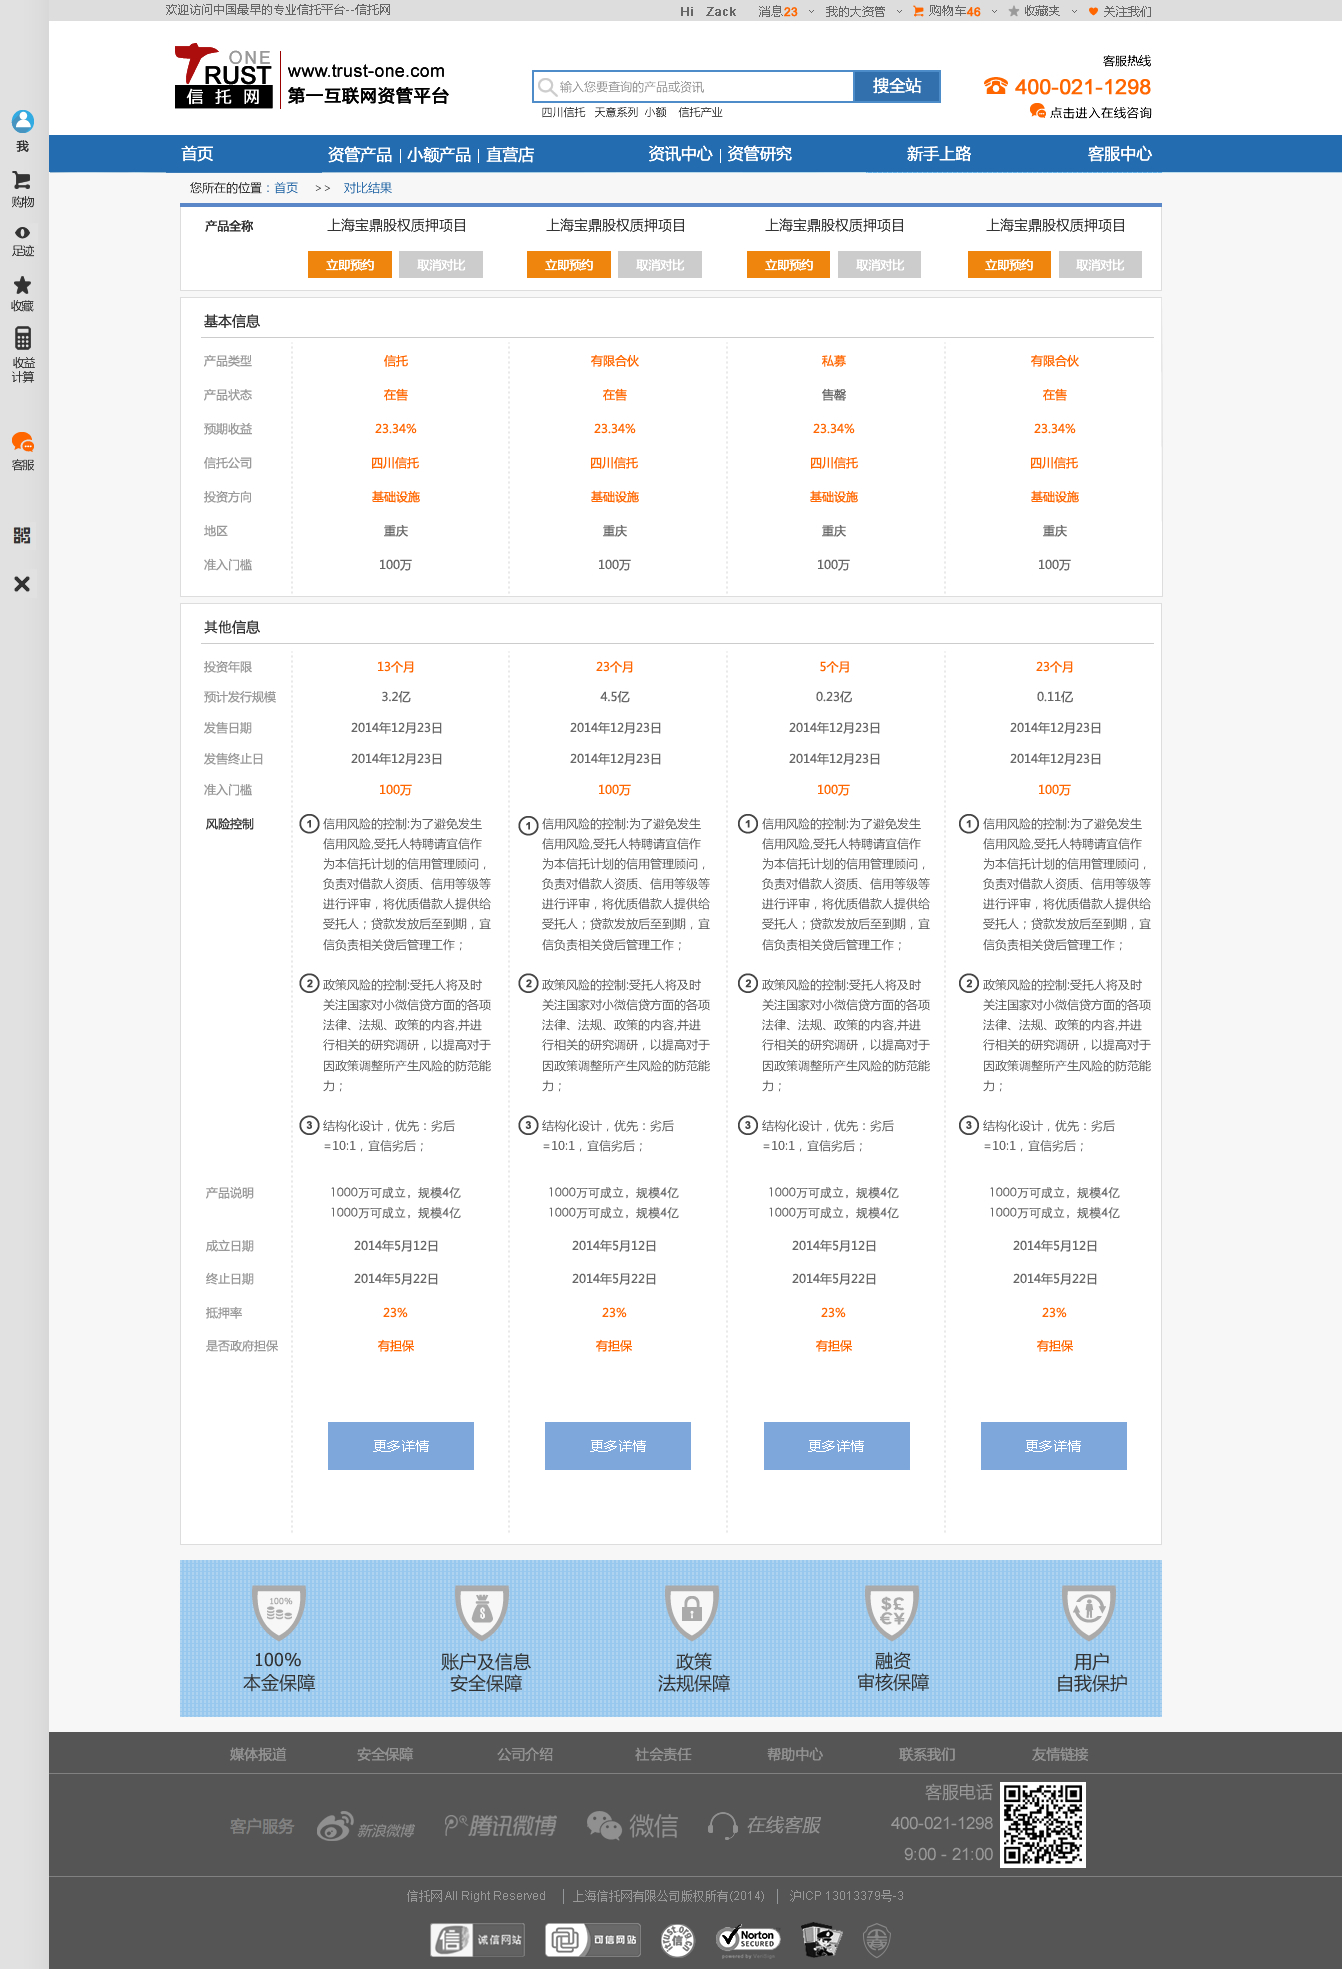 欢迎访问中国最早的专业信托平台--信托网
Hi Zack 消息23 我的大资管 购物车46 收藏夹 关注我们
TRUST ONE 信托网
www.trust-one.com
第一互联网资管平台
输入您要查询的产品或资讯 搜全站
四川信托 天意系列 小额 信托产业
客服热线
400-021-1298
点击进入在线咨询
我
购物
足迹
收藏
收益
计算
客服
首页 资管产品 | 小额产品 | 直营店 资讯中心 | 资管研究 新手上路 客服中心
您所在的位置：首页 >> 对比结果
产品全称 上海宝鼎股权质押项目 上海宝鼎股权质押项目 上海宝鼎股权质押项目 上海宝鼎股权质押项目
立即预约 取消对比 立即预约 取消对比 立即预约 取消对比 立即预约 取消对比
基本信息
产品类型 信托 有限合伙 私募 有限合伙
产品状态 在售 在售 售罄 在售
预期收益 23.34% 23.34% 23.34% 23.34%
信托公司 四川信托 四川信托 四川信托 四川信托
投资方向 基础设施 基础设施 基础设施 基础设施
地区 重庆 重庆 重庆 重庆
准入门槛 100万 100万 100万 100万
其他信息
投资年限 13个月 23个月 5个月 23个月
预计发行规模 3.2亿 4.5亿 0.23亿 0.11亿
发售日期 2014年12月23日 2014年12月23日 2014年12月23日 2014年12月23日
发售终止日 2014年12月23日 2014年12月23日 2014年12月23日 2014年12月23日
准入门槛 100万 100万 100万 100万
风险控制
1 信用风险的控制:为了避免发生
信用风险,受托人特聘请宜信作
为本信托计划的信用管理顾问，
负责对借款人资质、信用等级等
进行评审，将优质借款人提供给
受托人；贷款发放后至到期，宜
信负责相关贷后管理工作；
2 政策风险的控制:受托人将及时
关注国家对小微信贷方面的各项
法律、法规、政策的内容,并进
行相关的研究调研，以提高对于
因政策调整所产生风险的防范能
力；
3 结构化设计，优先：劣后
=10:1，宜信劣后；
1 信用风险的控制:为了避免发生
信用风险,受托人特聘请宜信作
为本信托计划的信用管理顾问，
负责对借款人资质、信用等级等
进行评审，将优质借款人提供给
受托人；贷款发放后至到期，宜
信负责相关贷后管理工作；
2 政策风险的控制:受托人将及时
关注国家对小微信贷方面的各项
法律、法规、政策的内容,并进
行相关的研究调研，以提高对于
因政策调整所产生风险的防范能
力；
3 结构化设计，优先：劣后
=10:1，宜信劣后；
1 信用风险的控制:为了避免发生
信用风险,受托人特聘请宜信作
为本信托计划的信用管理顾问，
负责对借款人资质、信用等级等
进行评审，将优质借款人提供给
受托人；贷款发放后至到期，宜
信负责相关贷后管理工作；
2 政策风险的控制:受托人将及时
关注国家对小微信贷方面的各项
法律、法规、政策的内容,并进
行相关的研究调研，以提高对于
因政策调整所产生风险的防范能
力；
3 结构化设计，优先：劣后
=10:1，宜信劣后；
1 信用风险的控制:为了避免发生
信用风险,受托人特聘请宜信作
为本信托计划的信用管理顾问，
负责对借款人资质、信用等级等
进行评审，将优质借款人提供给
受托人；贷款发放后至到期，宜
信负责相关贷后管理工作；
2 政策风险的控制:受托人将及时
关注国家对小微信贷方面的各项
法律、法规、政策的内容,并进
行相关的研究调研，以提高对于
因政策调整所产生风险的防范能
力；
3 结构化设计，优先：劣后
=10:1，宜信劣后；
产品说明 1000万可成立，规模4亿 1000万可成立，规模4亿 1000万可成立，规模4亿 1000万可成立，规模4亿
1000万可成立，规模4亿 1000万可成立，规模4亿 1000万可成立，规模4亿 1000万可成立，规模4亿
成立日期 2014年5月12日 2014年5月12日 2014年5月12日 2014年5月12日
终止日期 2014年5月22日 2014年5月22日 2014年5月22日 2014年5月22日
抵押率 23% 23% 23% 23%
是否政府担保 有担保 有担保 有担保 有担保
更多详情 更多详情 更多详情 更多详情
100% $ $£ €¥
100% 账户及信息 政策 融资 用户
本金保障 安全保障 法规保障 审核保障 自我保护
媒体报道 安全保障 公司介绍 社会责任 帮助中心 联系我们 友情链接
客户服务 新浪微博 腾讯微博 微信 在线客服
客服电话
400-021-1298
9:00 - 21:00
信托网 All Right Reserved | 上海信托网有限公司版权所有(2014) | 沪ICP 13013379号-3
信 诚信网站 可信网站 信 Norton SECURED